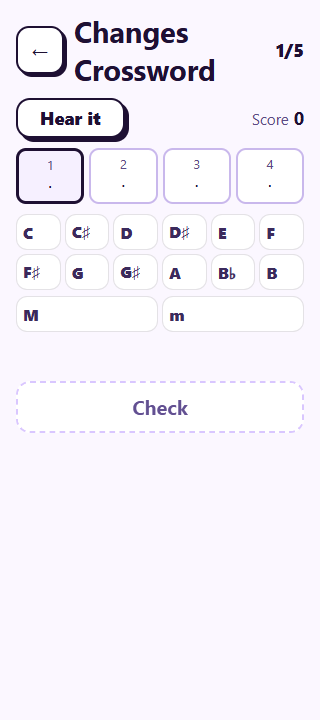 ←
Changes
Crossword
1/5
Hear it
Score 0
1 2 3 4
. . . .
C C♯ D D♯ E F
F♯ G G♯ A B♭ B
M m
Check